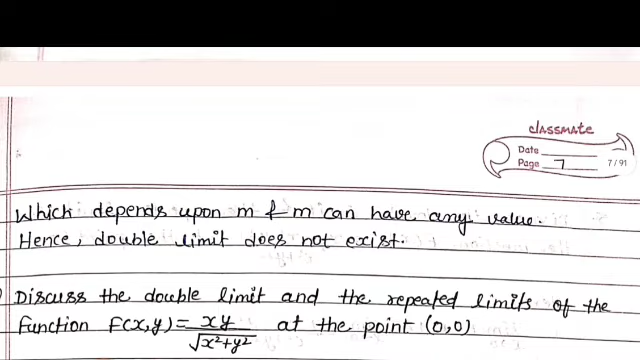 classmate
Date
Page 7
7/91
Which depends upon m & m can have any value.
Hence, double limit does not exist.
Discuss the double limit and the repeated limits of the
function F(x,y) = xy/√x²+y² at the point (0,0)